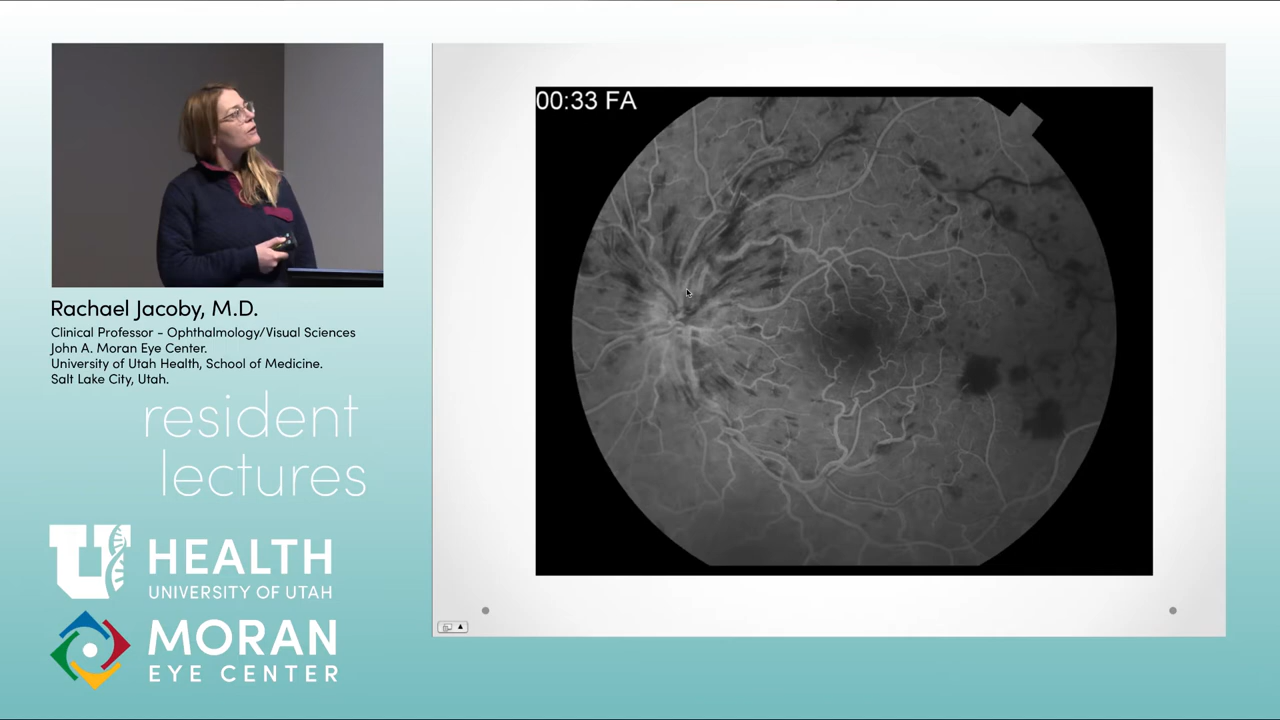 00:33 FA
Rachael Jacoby, M.D.
Clinical Professor - Ophthalmology/Visual Sciences
John A. Moran Eye Center.
University of Utah Health, School of Medicine.
Salt Lake City, Utah.
resident
lectures
U HEALTH
UNIVERSITY OF UTAH
MORAN
EYE CENTER